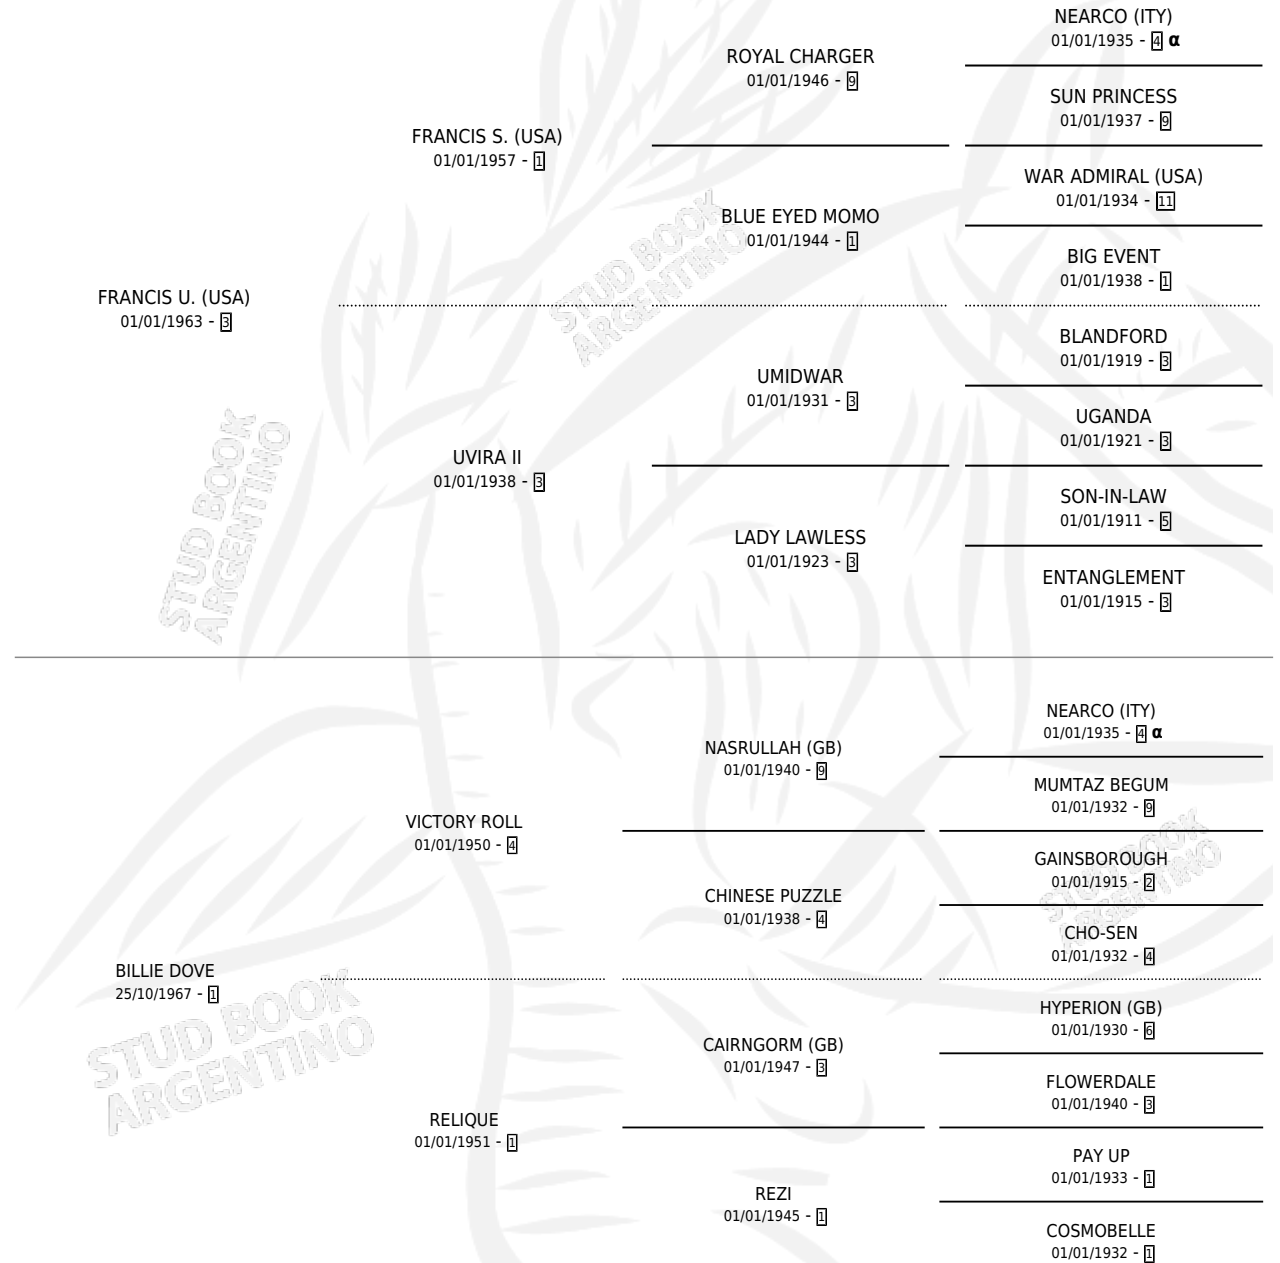 NEARCO (ITY)
01/01/1935 - 4 α
ROYAL CHARGER
01/01/1946 - 9
SUN PRINCESS
01/01/1937 - 9
FRANCIS S. (USA)
01/01/1957 - 1
WAR ADMIRAL (USA)
01/01/1934 - 11
BLUE EYED MOMO
01/01/1944 - 1
BIG EVENT
01/01/1938 - 1
STUD BOOK
ARGENTINO
FRANCIS U. (USA)
01/01/1963 - 3
BLANDFORD
01/01/1919 - 3
UMIDWAR
01/01/1931 - 3
UGANDA
01/01/1921 - 3
UVIRA II
01/01/1938 - 3
SON-IN-LAW
01/01/1911 - 5
LADY LAWLESS
01/01/1923 - 3
ENTANGLEMENT
01/01/1915 - 3
STUD BOOK
ARGENTINO
NEARCO (ITY)
01/01/1935 - 4 α
NASRULLAH (GB)
01/01/1940 - 9
MUMTAZ BEGUM
01/01/1932 - 9
VICTORY ROLL
01/01/1950 - 4
GAINSBOROUGH
01/01/1915 - 2
CHINESE PUZZLE
01/01/1938 - 4
CHO-SEN
01/01/1932 - 4
STUD BOOK
ARGENTINO
BILLIE DOVE
25/10/1967 - 1
HYPERION (GB)
01/01/1930 - 6
CAIRNGORM (GB)
01/01/1947 - 3
FLOWERDALE
01/01/1940 - 3
STUD BOOK
ARGENTINO
RELIQUE
01/01/1951 - 1
PAY UP
01/01/1933 - 1
REZI
01/01/1945 - 1
COSMOBELLE
01/01/1932 - 1